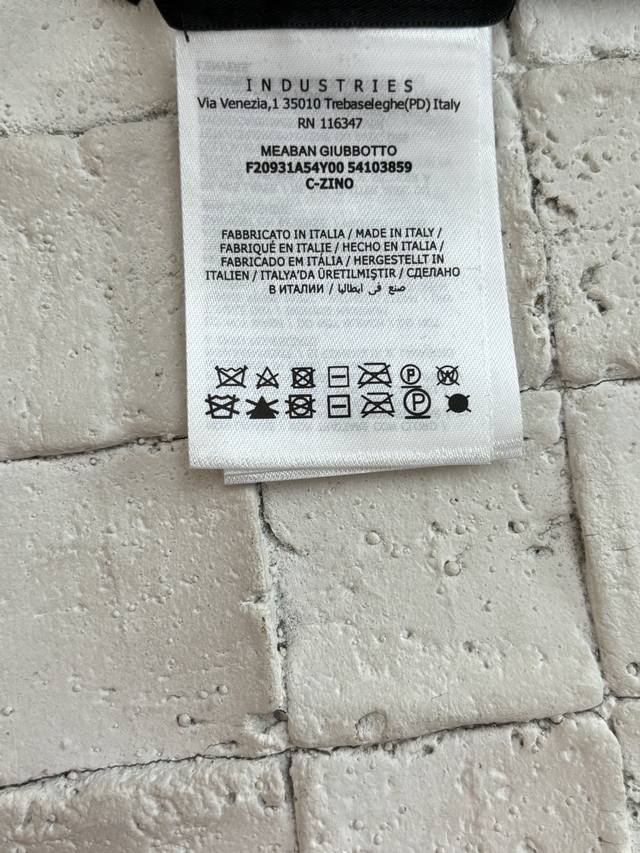 INDUSTRIES
Via Venezia,1 35010 Trebaseleghe(PD) Italy
RN 116347
MEABAN GIUBBOTTO
F20931A54Y00 54103859
C-ZINO
FABBRICATO IN ITALIA / MADE IN ITALY /
FABRIQUÉ EN ITALIE / HECHO EN ITALIA /
FABRICADO EM ITÁLIA / HERGESTELLT IN
ITALIEN / ITALYA'DA ÜRETILMIŞTIR / СДЕЛАНО
В ИТАЛИИ / صنع في ايطاليا
P W
P